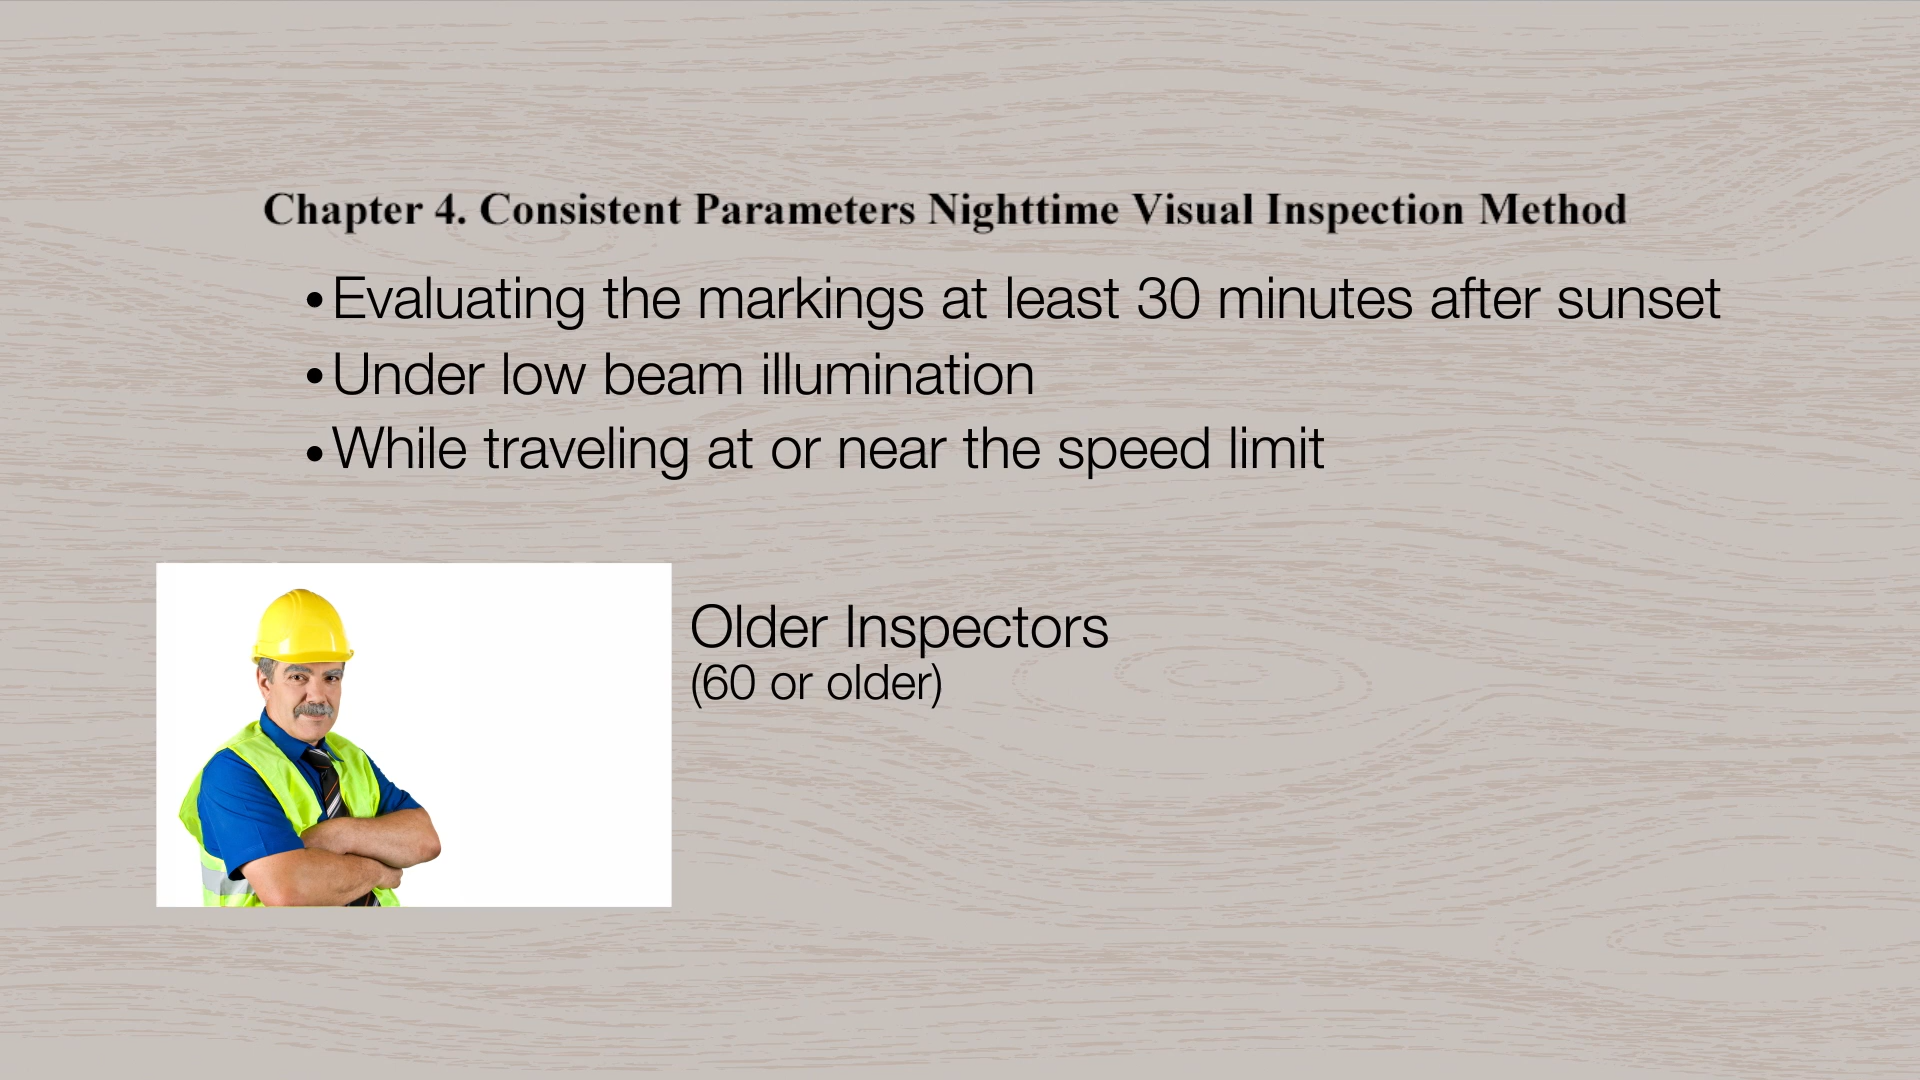 Chapter 4. Consistent Parameters Nighttime Visual Inspection Method
•Evaluating the markings at least 30 minutes after sunset
•Under low beam illumination
•While traveling at or near the speed limit
Older Inspectors
(60 or older)